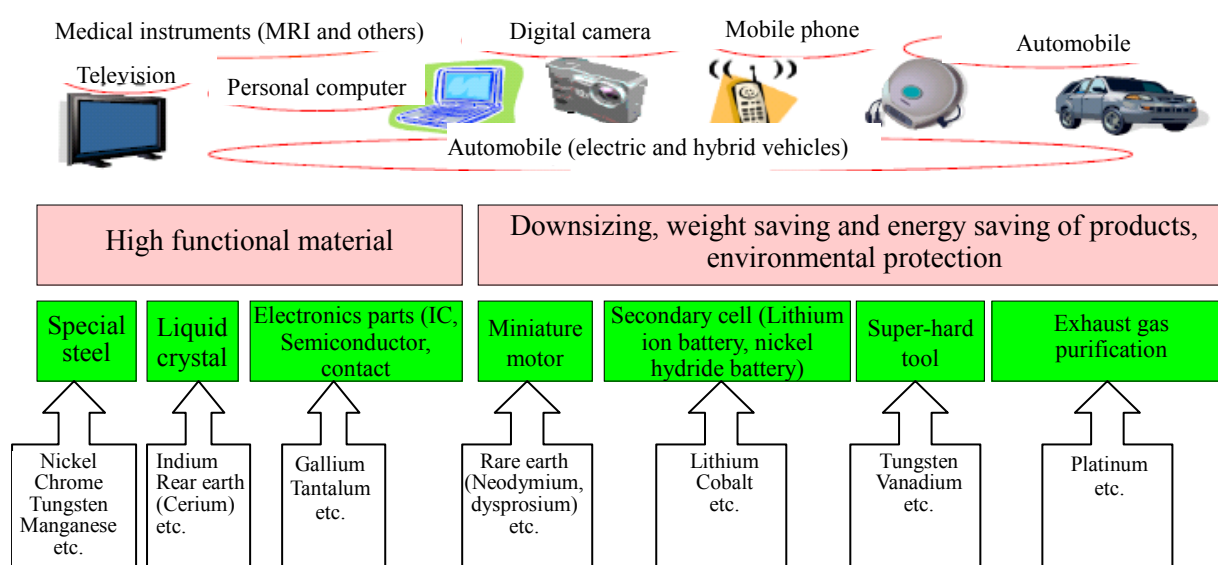 Medical instruments (MRI and others)
Digital camera
Mobile phone
Automobile
Television
Personal computer
Automobile (electric and hybrid vehicles)
High functional material
Downsizing, weight saving and energy saving of products,
environmental protection
Special
steel
Liquid
crystal
Electronics parts (IC,
Semiconductor,
contact
Miniature
motor
Secondary cell (Lithium
ion battery, nickel
hydride battery)
Super-hard
tool
Exhaust gas
purification
Nickel
Chrome
Tungsten
Manganese
etc.
Indium
Rear earth
(Cerium)
etc.
Gallium
Tantalum
etc.
Rare earth
(Neodymium,
dysprosium)
etc.
Lithium
Cobalt
etc.
Tungsten
Vanadium
etc.
Platinum
etc.